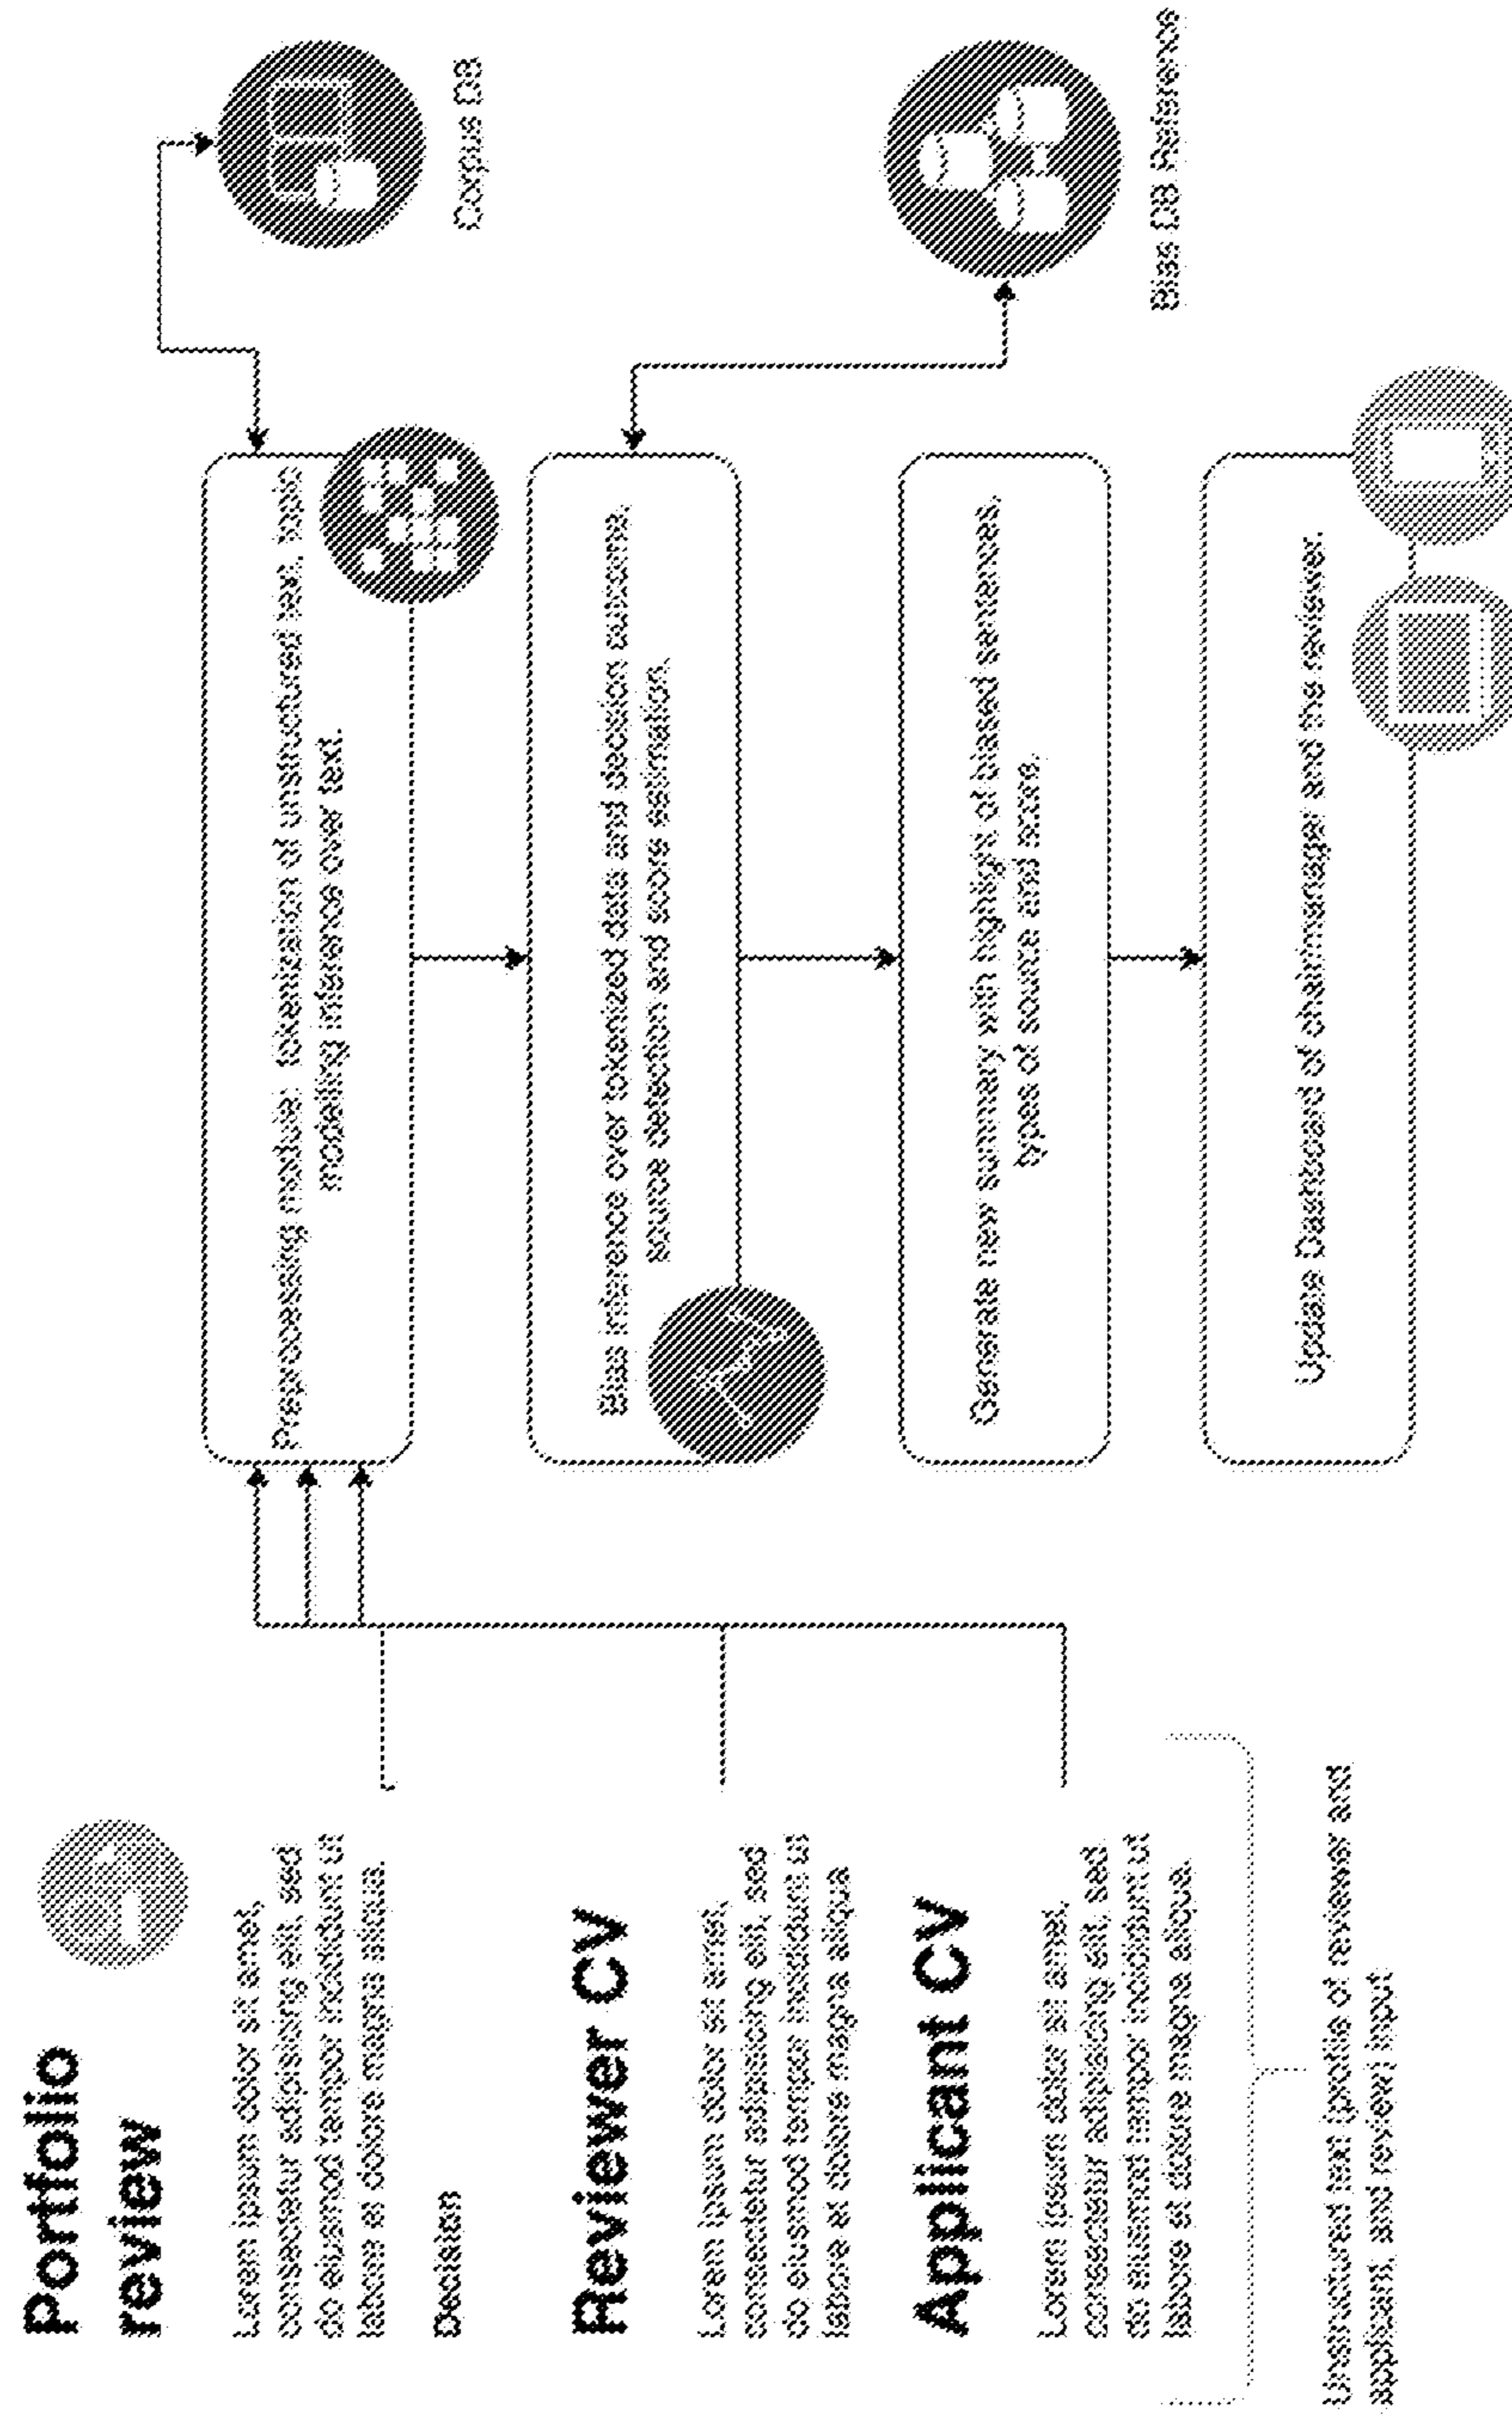 Portfolio
review
Lorem ipsum dolor sit amet,
consectetur adipisicing elit, sed
do eiusmod tempor incididunt ut
labore et dolore magna aliqua.
Decision
Reviewer CV
Lorem ipsum dolor sit amet,
consectetur adipisicing elit, sed
do eiusmod tempor incididunt ut
labore et dolore magna aliqua.
Applicant CV
Lorem ipsum dolor sit amet,
consectetur adipiscing elit, sed
do eiusmod tempor incididunt ut
labore et dolore magna aliqua.
Unstructured text (profile of reviewer and
applicant, and review) input
Preprocessing module: tokenization of unstructured text, topic
modelling inference over text.
Bias inference over tokenized data and decision outcome,
source detection and score estimation.
Generate new summary with highlight of biased sentences,
types of source and score.
Update Dashboard of chair/manager and the reviewer.
Corpus DB
Bias DB Reference